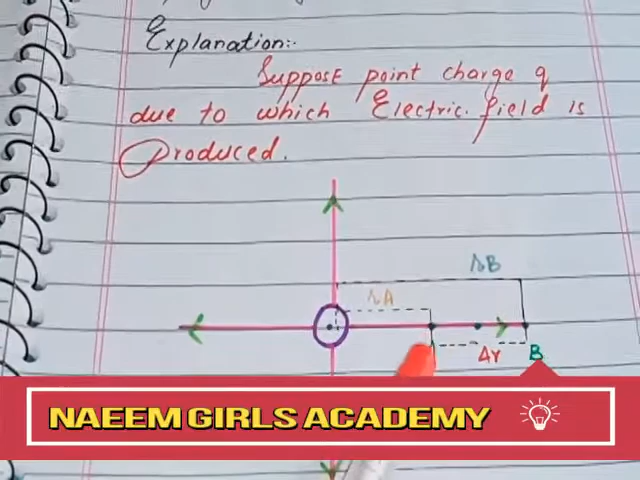 Explanation:-
Suppose point charge q
due to which Electric field is
Produced.
rB
rA
Δr
B
NAEEM GIRLS ACADEMY